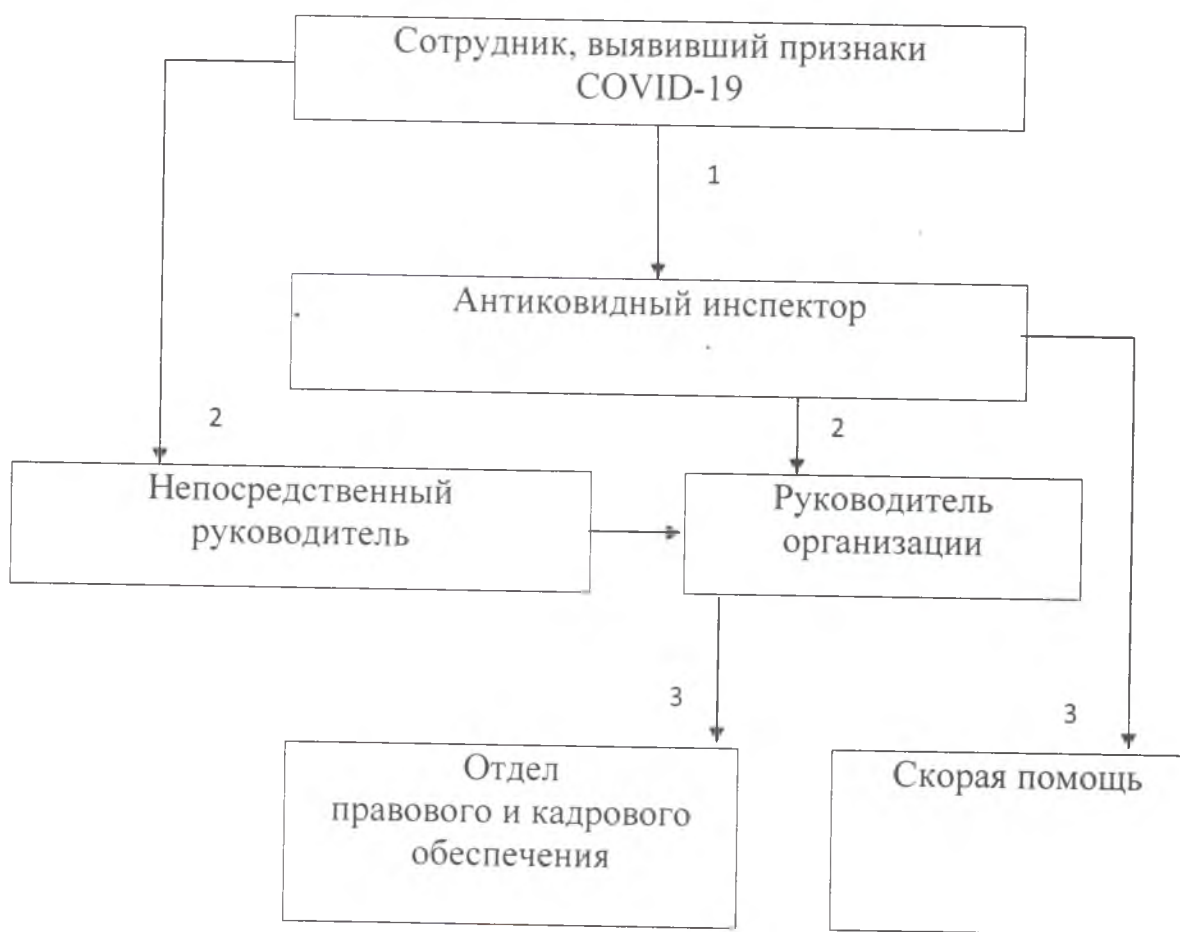 Сотрудник, выявивший признаки
COVID-19
1
Антиковидный инспектор
2
2
Непосредственный
руководитель
Руководитель
организации
3
3
Отдел
правового и кадрового
обеспечения
Скорая помощь